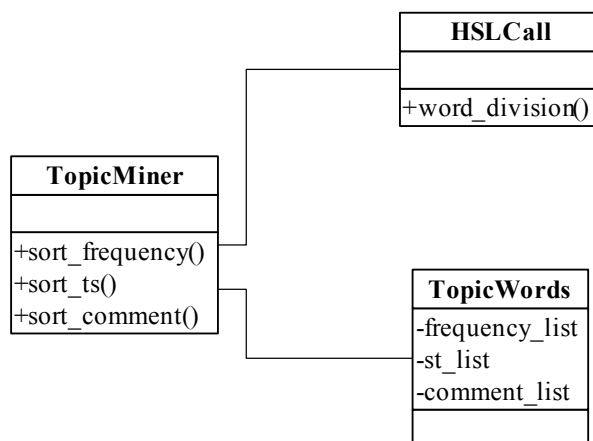 HSLCall
+word_division()
TopicMiner
+sort_frequency()
+sort_ts()
+sort_comment()
TopicWords
-frequency_list
-st_list
-comment_list